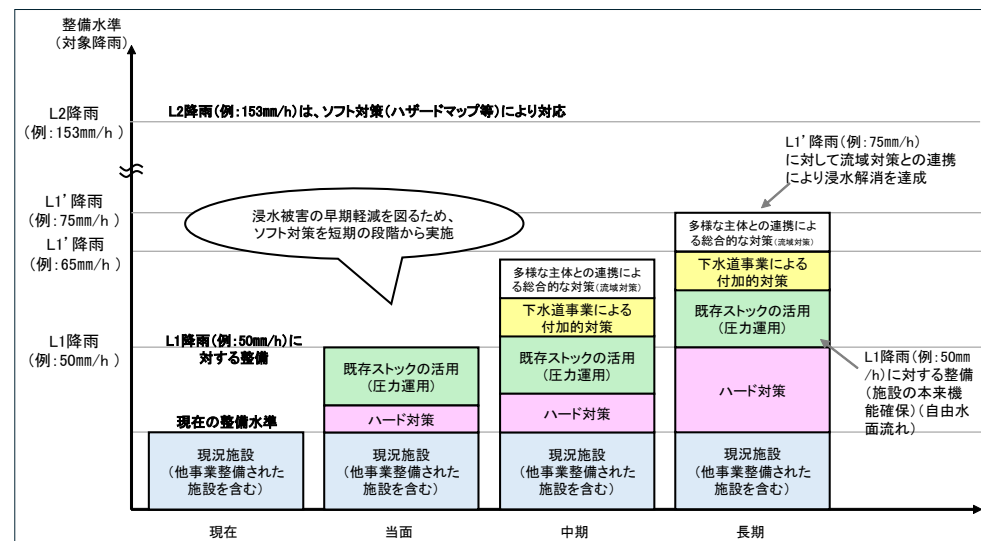 整備水準
(対象降雨)
L2降雨
(例:153㎜/h)
L2降雨(例:153㎜/h)は、ソフト対策(ハザードマップ等)により対応
L1’降雨(例:75㎜/h)
に対して流域対策との連携
により浸水解消を達成
L1’降雨
(例:75㎜/h)
浸水被害の早期軽減を図るため、
ソフト対策を短期の段階から実施
L1’降雨
(例:65㎜/h)
多様な主体との連携によ
る総合的な対策(流域対策)
下水道事業による
付加的対策
既存ストックの活用
(圧力運用)
ハード対策
現況施設
(他事業整備された
施設を含む)
多様な主体との連携によ
る総合的な対策(流域対策)
下水道事業による
付加的対策
既存ストックの活用
(圧力運用)
ハード対策
現況施設
(他事業整備された
施設を含む)
L1降雨
(例:50㎜/h)
L1降雨(例:50㎜/h)に
対する整備
既存ストックの活用
(圧力運用)
ハード対策
現況施設
(他事業整備された
施設を含む)
L1降雨(例:50㎜
/h)に対する整備
(施設の本来機
能確保)(自由水
面流れ)
現在の整備水準
現況施設
(他事業整備された
施設を含む)
現在
当面
中期
長期